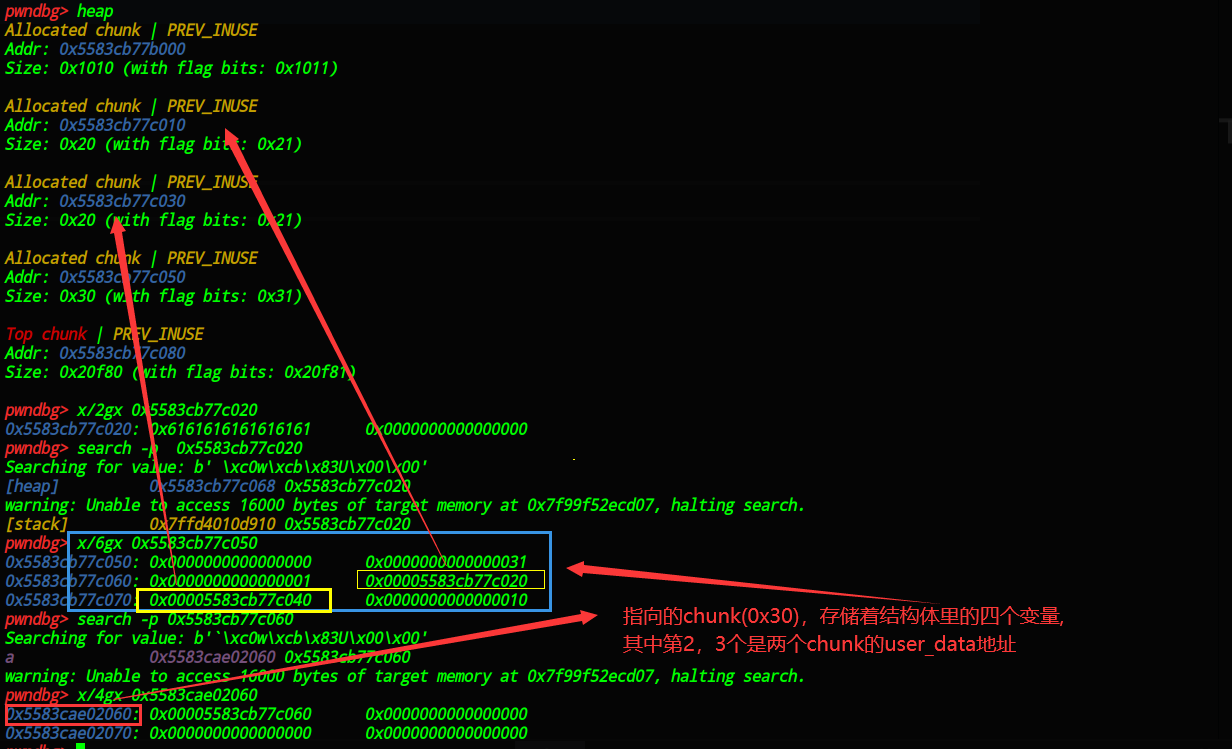 pwndbg> heap
Allocated chunk | PREV_INUSE
Addr: 0x5583cb77b000
Size: 0x1010 (with flag bits: 0x1011)
Allocated chunk | PREV_INUSE
Addr: 0x5583cb77c010
Size: 0x20 (with flag bits: 0x21)
Allocated chunk | PREV_INUSE
Addr: 0x5583cb77c030
Size: 0x20 (with flag bits: 0x21)
Allocated chunk | PREV_INUSE
Addr: 0x5583cb77c050
Size: 0x30 (with flag bits: 0x31)
Top chunk | PREV_INUSE
Addr: 0x5583cb77c080
Size: 0x20f80 (with flag bits: 0x20f81)
pwndbg> x/2gx 0x5583cb77c020
0x5583cb77c020: 0x6161616161616161 0x0000000000000000
pwndbg> search -p 0x5583cb77c020
Searching for value: b' \xc0w\xcb\x83U\x00\x00'
[heap] 0x5583cb77c068 0x5583cb77c020
warning: Unable to access 16000 bytes of target memory at 0x7f99f52ecd07, halting search.
[stack] 0x7ffd4010d910 0x5583cb77c020
pwndbg> x/6gx 0x5583cb77c050
0x5583cb77c050: 0x0000000000000000 0x0000000000000031
0x5583cb77c060: 0x0000000000000001 0x00005583cb77c020
0x5583cb77c070: 0x00005583cb77c040 0x0000000000000010
pwndbg> search -p 0x5583cb77c060
Searching for value: b'`\xc0w\xcb\x83U\x00\x00'
a 0x5583cae02060 0x5583cb77c060
warning: Unable to access 16000 bytes of target memory at 0x7f99f52ecd07, halting search.
pwndbg> x/4gx 0x5583cae02060
0x5583cae02060: 0x00005583cb77c060 0x0000000000000000
0x5583cae02070: 0x0000000000000000 0x0000000000000000
指向的chunk(0x30)，存储着结构体里的四个变量,
其中第2，3个是两个chunk的user_data地址